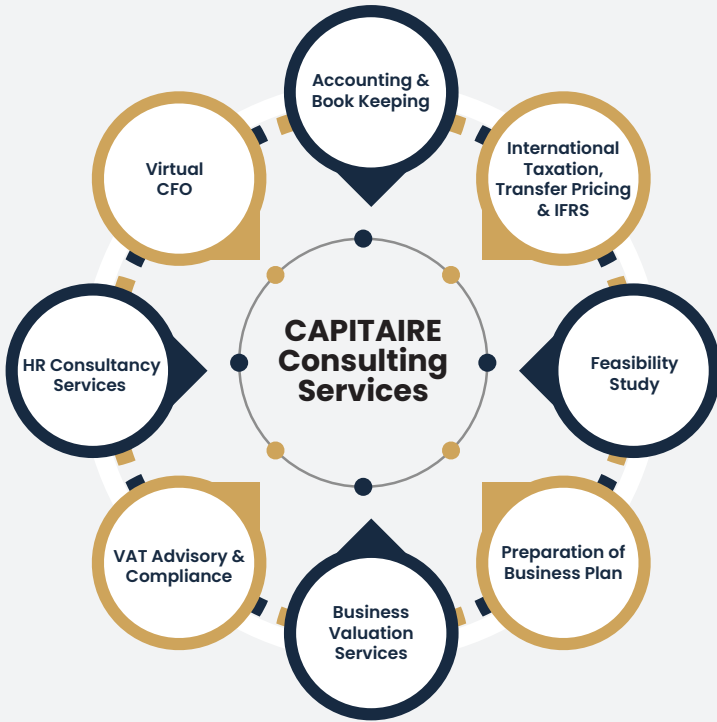 Accounting &
Book Keeping
International
Taxation,
Transfer Pricing
& IFRS
Feasibility
Study
Preparation of
Business Plan
Business
Valuation
Services
VAT Advisory &
Compliance
HR Consultancy
Services
Virtual
CFO
CAPITAIRE
Consulting
Services